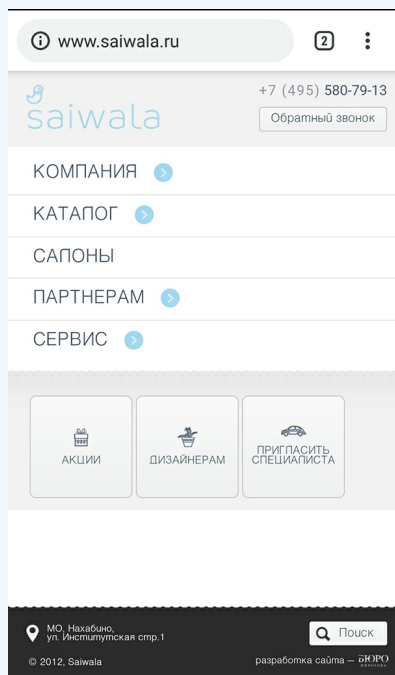 www.saiwala.ru
2
saiwala
+7 (495) 580-79-13
Обратный звонок
КОМПАНИЯ
КАТАЛОГ
САЛОНЫ
ПАРТНЕРАМ
СЕРВИС
АКЦИИ
ДИЗАЙНЕРАМ
ПРИГЛАСИТЬ
СПЕЦИАЛИСТА
МО, Нахабино,
ул. Институтская стр.1
Поиск
© 2012, Saiwala
разработка сайта — БЮРО